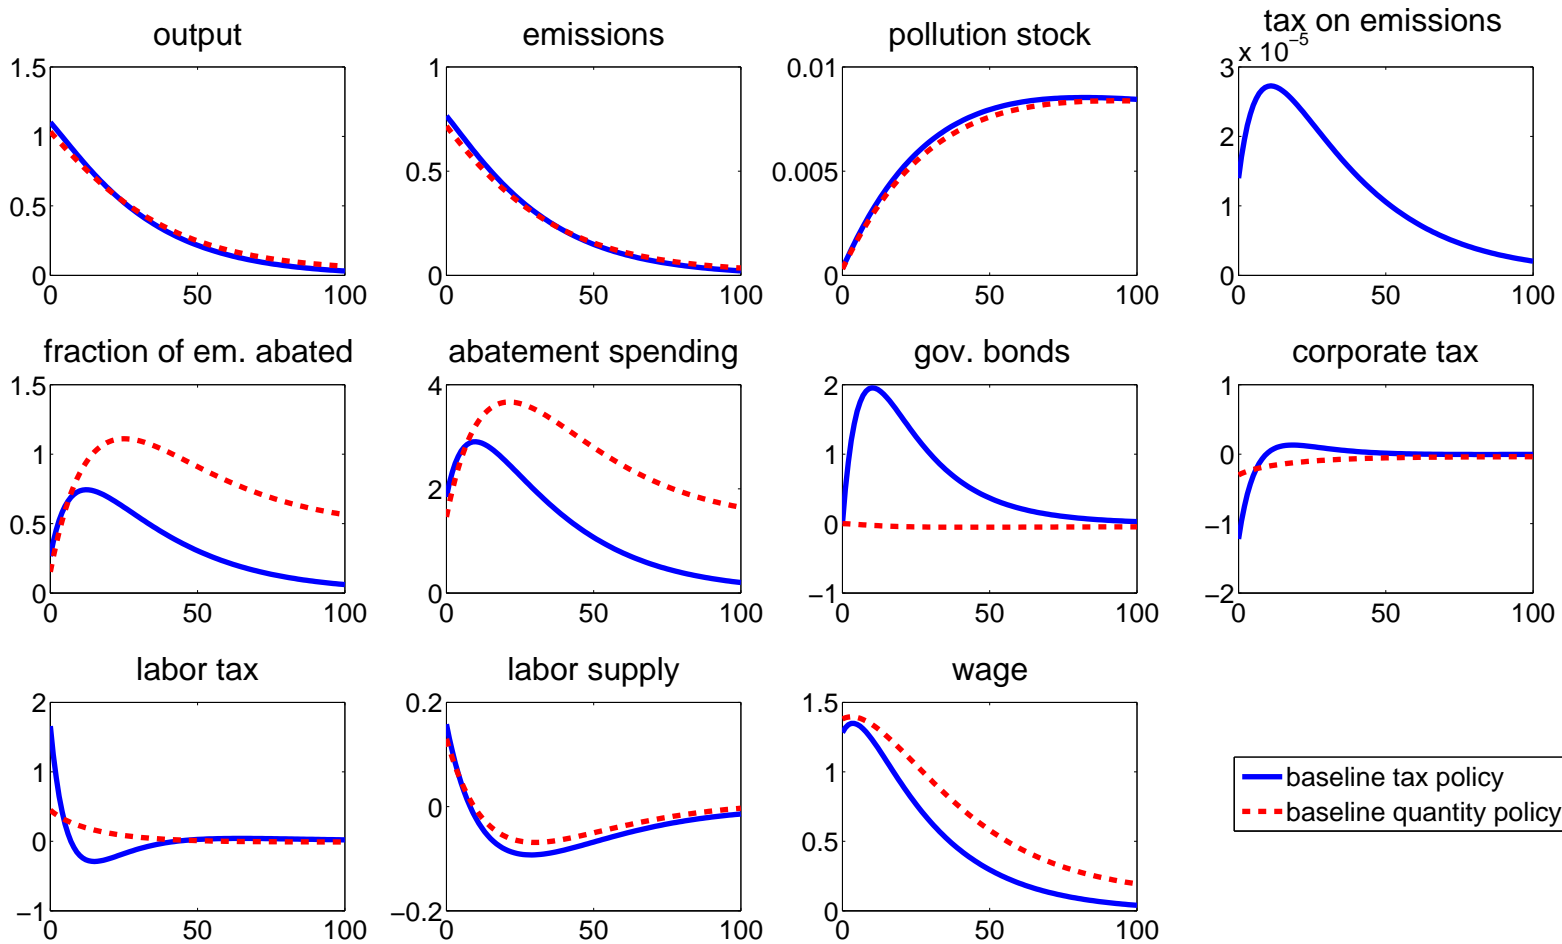 output
1.5
1
0.5
0
0 50 100
emissions
1
0.5
0
0 50 100
pollution stock
0.01
0.005
0
0 50 100
tax on emissions
x 10⁻⁵
3
2
1
0
0 50 100
fraction of em. abated
1.5
1
0.5
0
0 50 100
abatement spending
4
2
0
0 50 100
gov. bonds
2
1
0
−1
0 50 100
corporate tax
1
0
−1
−2
0 50 100
labor tax
2
1
0
−1
0 50 100
labor supply
0.2
0
−0.2
0 50 100
wage
1.5
1
0.5
0
0 50 100
baseline tax policy
baseline quantity policy